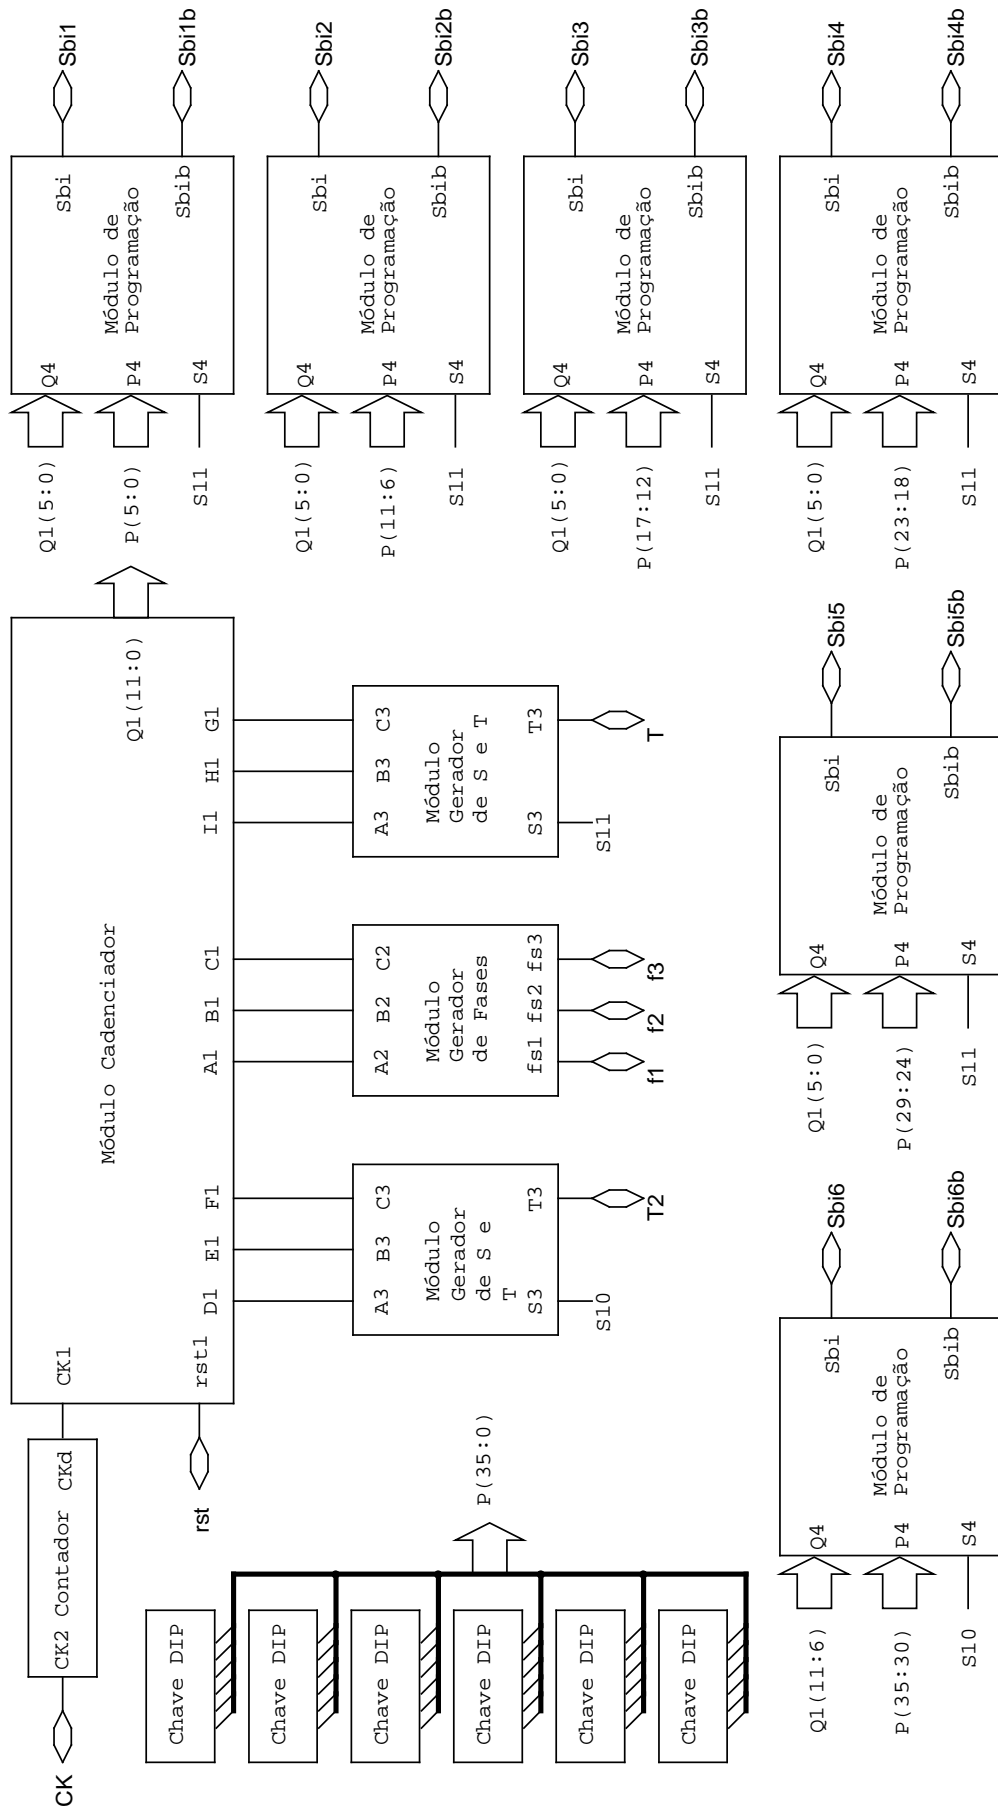 CK
CK2 Contador CKd
CK1
rst
rst1
Módulo Cadenciador
Q1(11:0)
D1 E1 F1 A1 B1 C1 I1 H1 G1
A3 B3 C3
Módulo
Gerador
de S e
T
S3 T3
S10
T2
A2 B2 C2
Módulo
Gerador
de Fases
fs1 fs2 fs3
f1 f2 f3
A3 B3 C3
Módulo
Gerador
de S e T
S3 T3
S11
T
Chave DIP
Chave DIP
Chave DIP
Chave DIP
Chave DIP
Chave DIP
P(35:0)
Q1(5:0)
P(5:0)
S11
Q4
P4
S4
Módulo de
Programação
Sbi
Sbib
Sbi1
Sbi1b
Q1(5:0)
P(11:6)
S11
Q4
P4
S4
Módulo de
Programação
Sbi
Sbib
Sbi2
Sbi2b
Q1(5:0)
P(17:12)
S11
Q4
P4
S4
Módulo de
Programação
Sbi
Sbib
Sbi3
Sbi3b
Q1(5:0)
P(23:18)
S11
Q4
P4
S4
Módulo de
Programação
Sbi
Sbib
Sbi4
Sbi4b
Q1(5:0)
P(29:24)
S11
Q4
P4
S4
Módulo de
Programação
Sbi
Sbib
Sbi5
Sbi5b
Q1(11:6)
P(35:30)
S10
Q4
P4
S4
Módulo de
Programação
Sbi
Sbib
Sbi6
Sbi6b